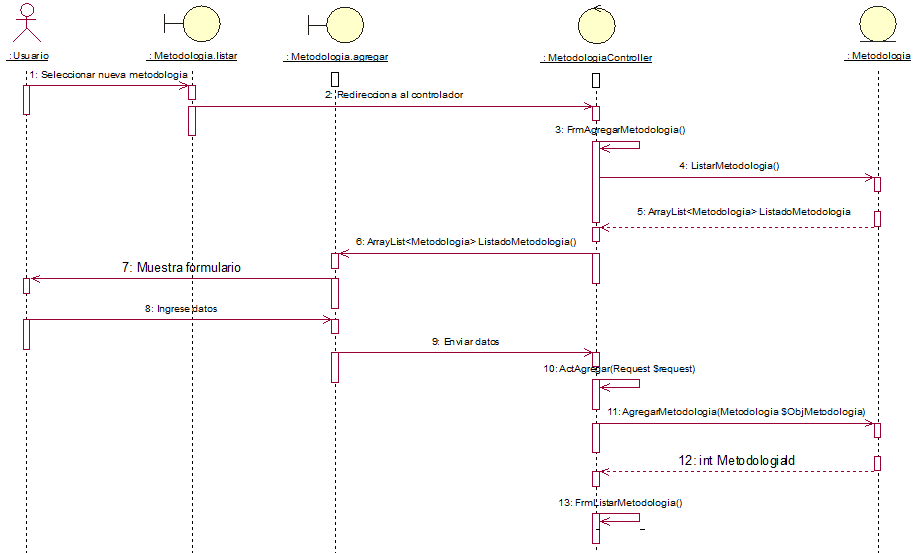 : Usuario
: Metodologia.listar
: Metodologia.agregar
: MetodologiaController
: Metodologia
1: Seleccionar nueva metodologia
2: Redirecciona al controlador
3: FrmAgregarMetodologia()
4: ListarMetodologia()
5: ArrayList<Metodologia> ListadoMetodologia
6: ArrayList<Metodologia> ListadoMetodologia()
7: Muestra formulario
8: Ingrese datos
9: Enviar datos
10: ActAgregar(Request $request)
11: AgregarMetodologia(Metodologia $ObjMetodologia)
12: int MetodologiaId
13: FrmListarMetodologia()